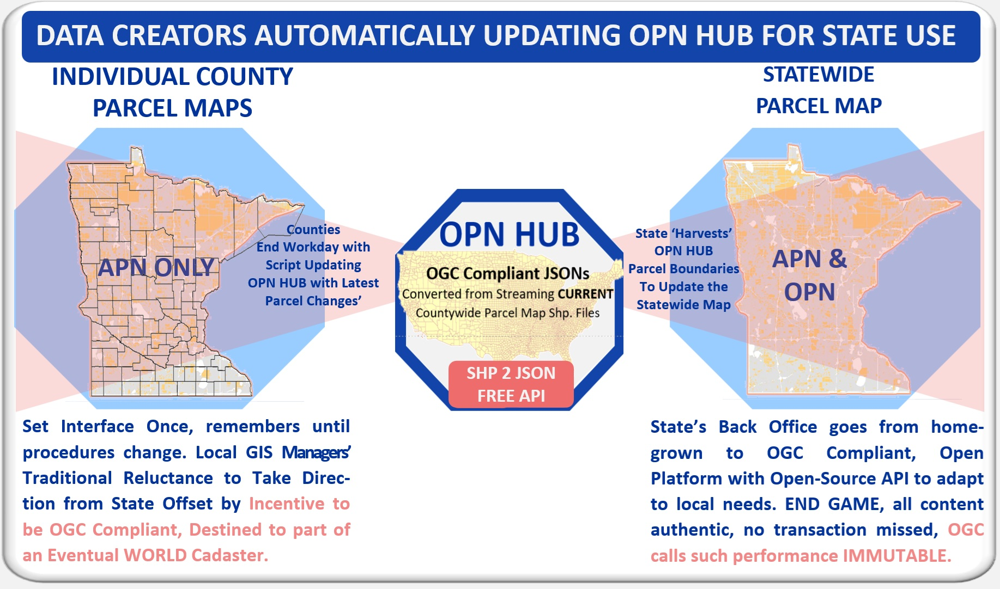 DATA CREATORS AUTOMATICALLY UPDATING OPN HUB FOR STATE USE
INDIVIDUAL COUNTY
PARCEL MAPS
APN ONLY
Counties
End Workday with
Script Updating
OPN HUB with Latest
Parcel Changes’
Set Interface Once, remembers until
procedures change. Local GIS Managers’
Traditional Reluctance to Take Direc-
tion from State Offset by Incentive to
be OGC Compliant, Destined to part of
an Eventual WORLD Cadaster.
OPN HUB
OGC Compliant JSONs
Converted from Streaming CURRENT
Countywide Parcel Map Shp. Files
SHP 2 JSON
FREE API
STATEWIDE
PARCEL MAP
State ‘Harvests’
OPN HUB
Parcel Boundaries
To Update the
Statewide Map
APN &
OPN
State’s Back Office goes from home-
grown to OGC Compliant, Open
Platform with Open-Source API to adapt
to local needs. END GAME, all content
authentic, no transaction missed, OGC
calls such performance IMMUTABLE.